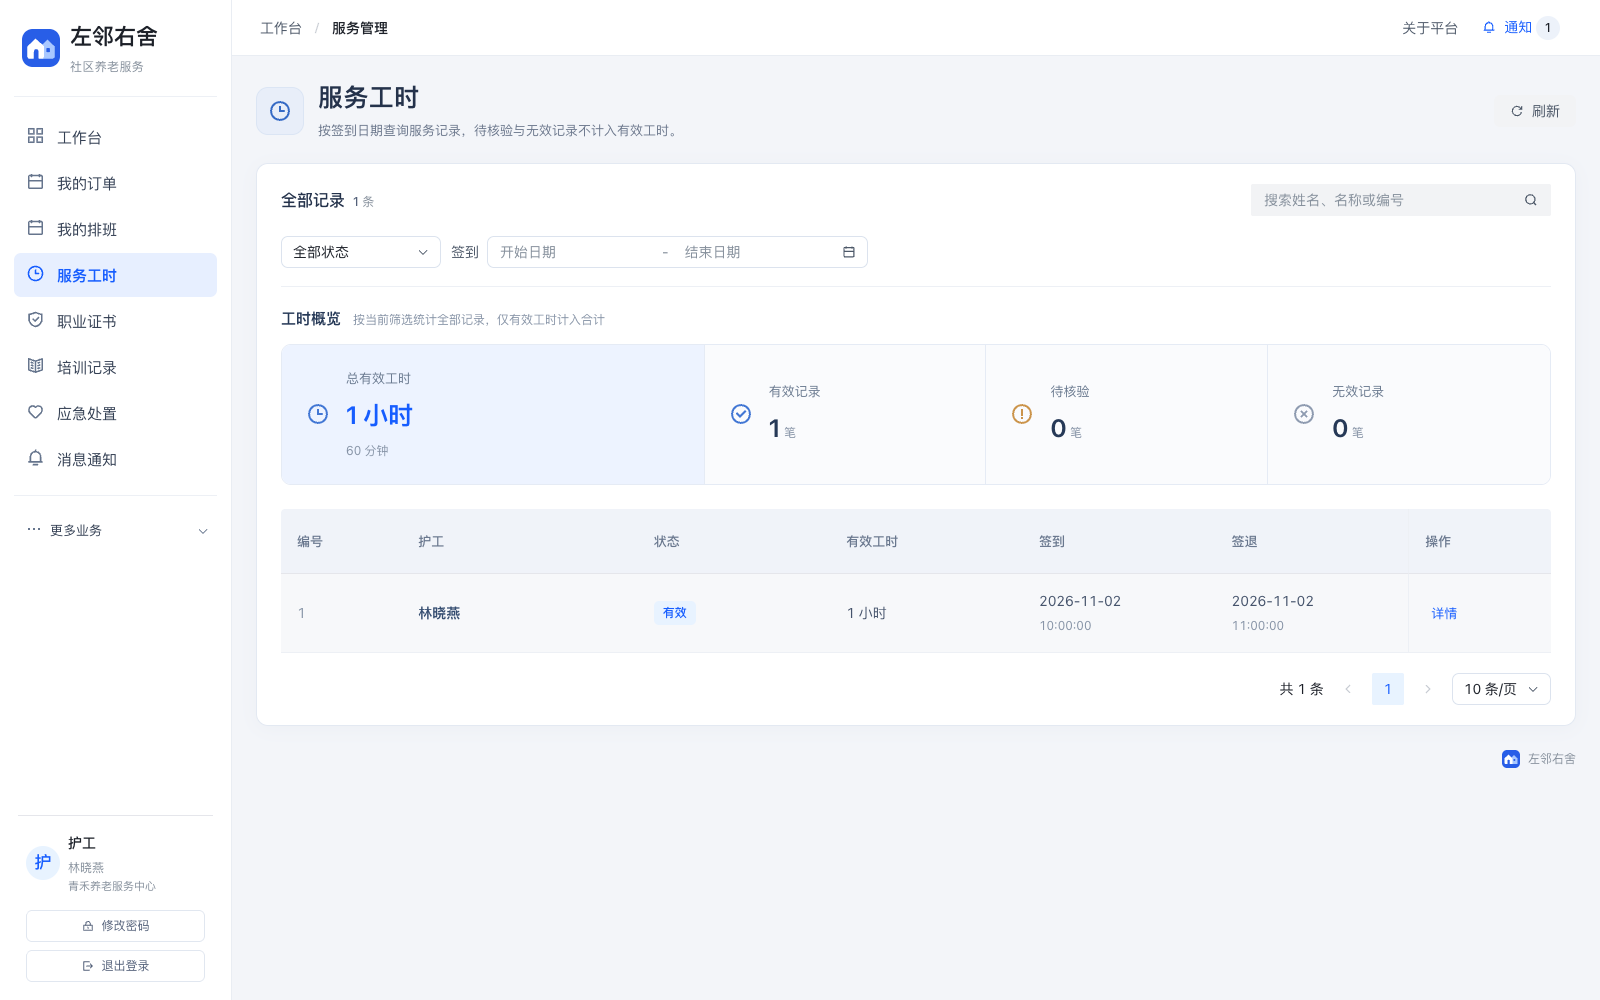 左邻右舍
社区养老服务
工作台
我的订单
我的排班
服务工时
职业证书
培训记录
应急处置
消息通知
更多业务
护
护工
林晓燕
青禾养老服务中心
修改密码
退出登录
工作台 / 服务管理
关于平台 通知 1
服务工时
按签到日期查询服务记录，待核验与无效记录不计入有效工时。
刷新
全部记录 1 条
搜索姓名、名称或编号
全部状态 签到 开始日期 - 结束日期
工时概览 按当前筛选统计全部记录，仅有效工时计入合计
总有效工时
1 小时
60 分钟
有效记录
1 笔
待核验
0 笔
无效记录
0 笔
编号 护工 状态 有效工时 签到 签退 操作
1 林晓燕 有效 1 小时 2026-11-02 10:00:00 2026-11-02 11:00:00 详情
共 1 条 1 10 条/页
左邻右舍